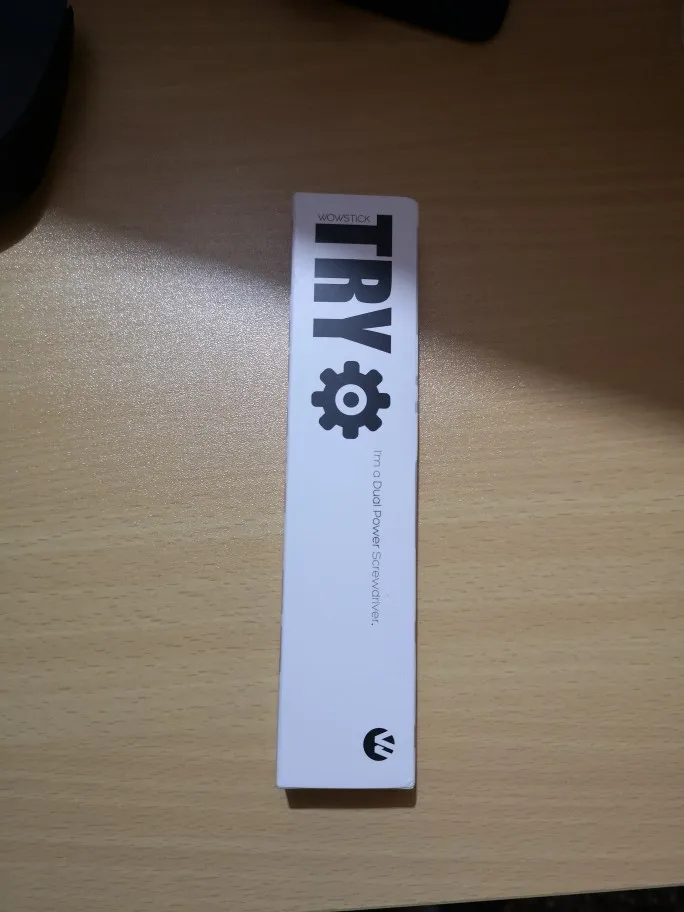 WOWSTICK
TRY
I'm a Dual Power Screwdriver.